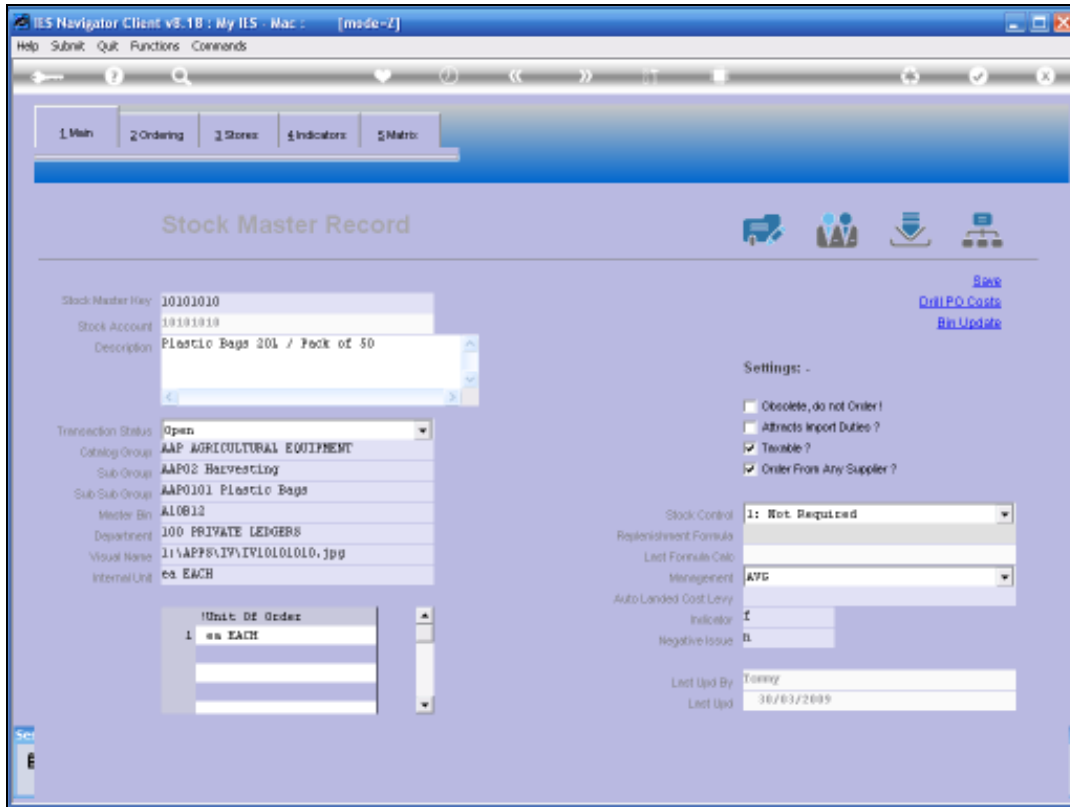 IES Navigator Client v8.1B : My IES - Mac : [mode=Z]
Help Submit Quit Functions Commands
1 Main 2 Ordering 3 Stores 4 Indicators 5 Matrix
Stock Master Record
Save
Drill PO Costs
Bin Update
Stock Master Key 10101010
Stock Account 10101010
Description Plastic Bags 20L / Pack of 50
Settings: -
Obsolete, do not Order !
Attracts Import Duties ?
Taxable ?
Order From Any Supplier ?
Transaction Status Open
Catalog Group AAP AGRICULTURAL EQUIPMENT
Sub Group AAP02 Harvesting
Sub Sub Group AAP0101 Plastic Bags
Master Bin A10B12
Department 100 PRIVATE LEDGERS
Visual Name 1:\APPS\IV\IV10101010.jpg
Internal Unit ea EACH
Stock Control 1: Not Required
Replenishment Formula
Last Formula Calc
Management AVG
Auto Landed Cost Levy
Indicator f
Negative Issue n
!Unit Of Order
1 ea EACH
Last Upd By Tommy
Last Upd 30/03/2009